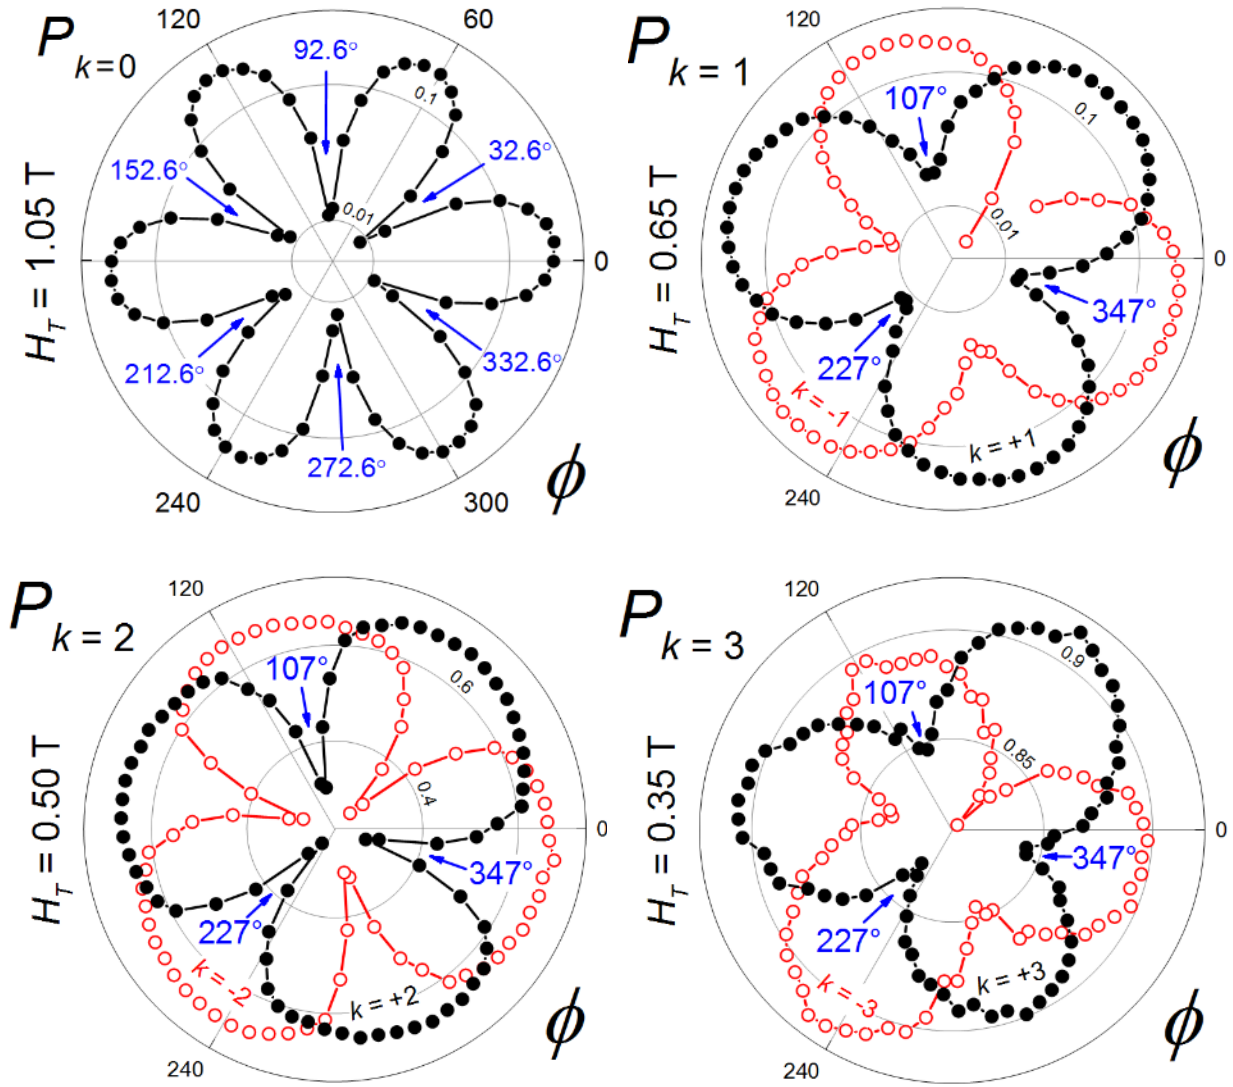 P k=0
120
60
92.6°
0.1
32.6°
152.6°
0.01
0
H_T = 1.05 T
212.6°
332.6°
272.6°
240
300
ϕ
P k = 1
120
107°
0.1
0.01
0
H_T = 0.65 T
347°
227°
k = -1
k = +1
240
ϕ
P k = 2
120
107°
0.6
0.4
0
H_T = 0.50 T
347°
227°
k = -2
k = +2
240
ϕ
P k = 3
120
0.9
107°
0.85
0
H_T = 0.35 T
347°
227°
k = -3
k = +3
240
ϕ